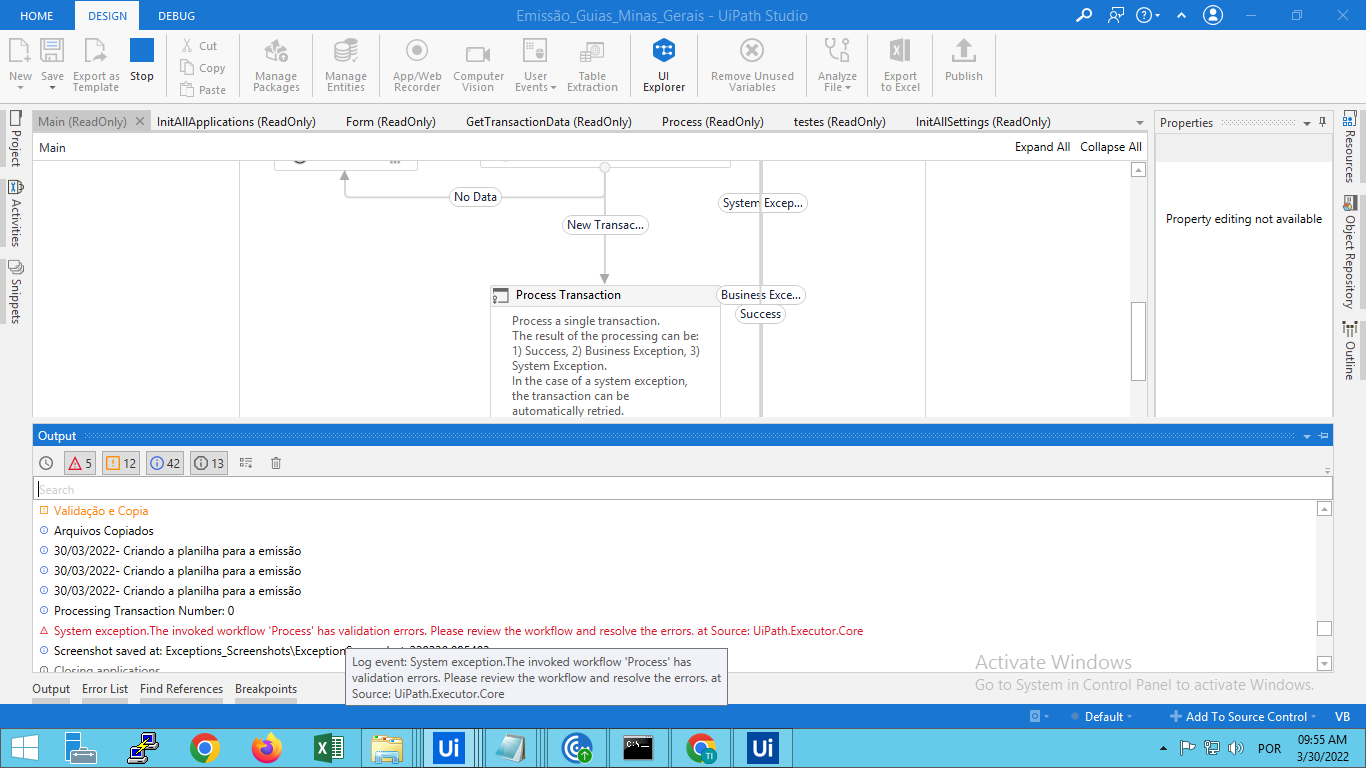 HOME
DESIGN
DEBUG
Emissão_Guias_Minas_Gerais - UiPath Studio
New
Save
Export as
Template
Stop
Cut
Copy
Paste
Manage
Packages
Manage
Entities
App/Web
Recorder
Computer
Vision
User
Events
Table
Extraction
UI
Explorer
Remove Unused
Variables
Analyze
File
Export
to Excel
Publish
Main (ReadOnly)
InitAllApplications (ReadOnly)
Form (ReadOnly)
GetTransactionData (ReadOnly)
Process (ReadOnly)
testes (ReadOnly)
InitAllSettings (ReadOnly)
Properties
Project
Activities
Snippets
Resources
Object Repository
Outline
Main
Expand All
Collapse All
Property editing not available
No Data
New Transac...
System Excep...
Business Exce...
Success
Process Transaction
Process a single transaction.
The result of the processing can be:
1) Success, 2) Business Exception, 3)
System Exception.
In the case of a system exception,
the transaction can be
automatically retried.
Output
5
12
42
13
Search
Validação e Copia
Arquivos Copiados
30/03/2022- Criando a planilha para a emissão
30/03/2022- Criando a planilha para a emissão
30/03/2022- Criando a planilha para a emissão
Processing Transaction Number: 0
System exception.The invoked workflow 'Process' has validation errors. Please review the workflow and resolve the errors. at Source: UiPath.Executor.Core
Screenshot saved at: Exceptions_Screenshots\Exception
Closing applications
Log event: System exception.The invoked workflow 'Process' has
validation errors. Please review the workflow and resolve the errors. at
Source: UiPath.Executor.Core
Activate Windows
Go to System in Control Panel to activate Windows.
Output
Error List
Find References
Breakpoints
Default
Add To Source Control
VB
Ui
TI
Ui
POR
09:55 AM
3/30/2022